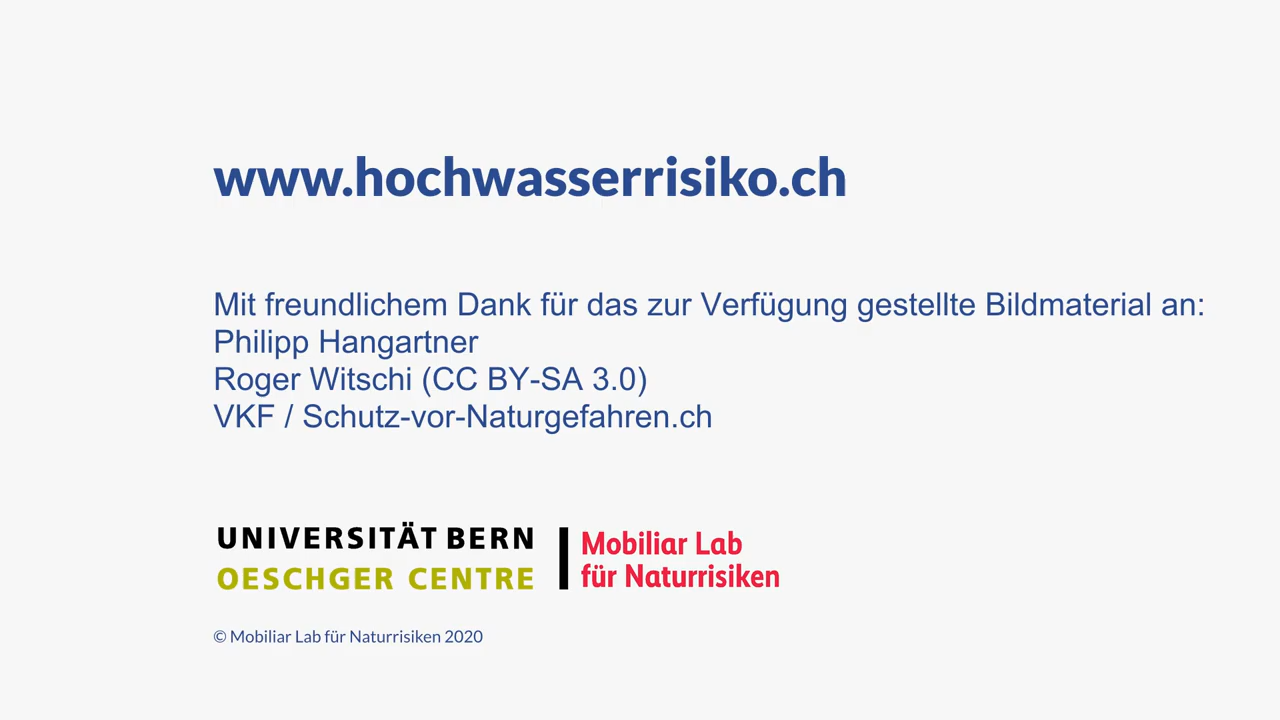 www.hochwasserrisiko.ch
Mit freundlichem Dank für das zur Verfügung gestellte Bildmaterial an:
Philipp Hangartner
Roger Witschi (CC BY-SA 3.0)
VKF / Schutz-vor-Naturgefahren.ch
UNIVERSITÄT BERN
OESCHGER CENTRE
Mobiliar Lab
für Naturrisiken
© Mobiliar Lab für Naturrisiken 2020